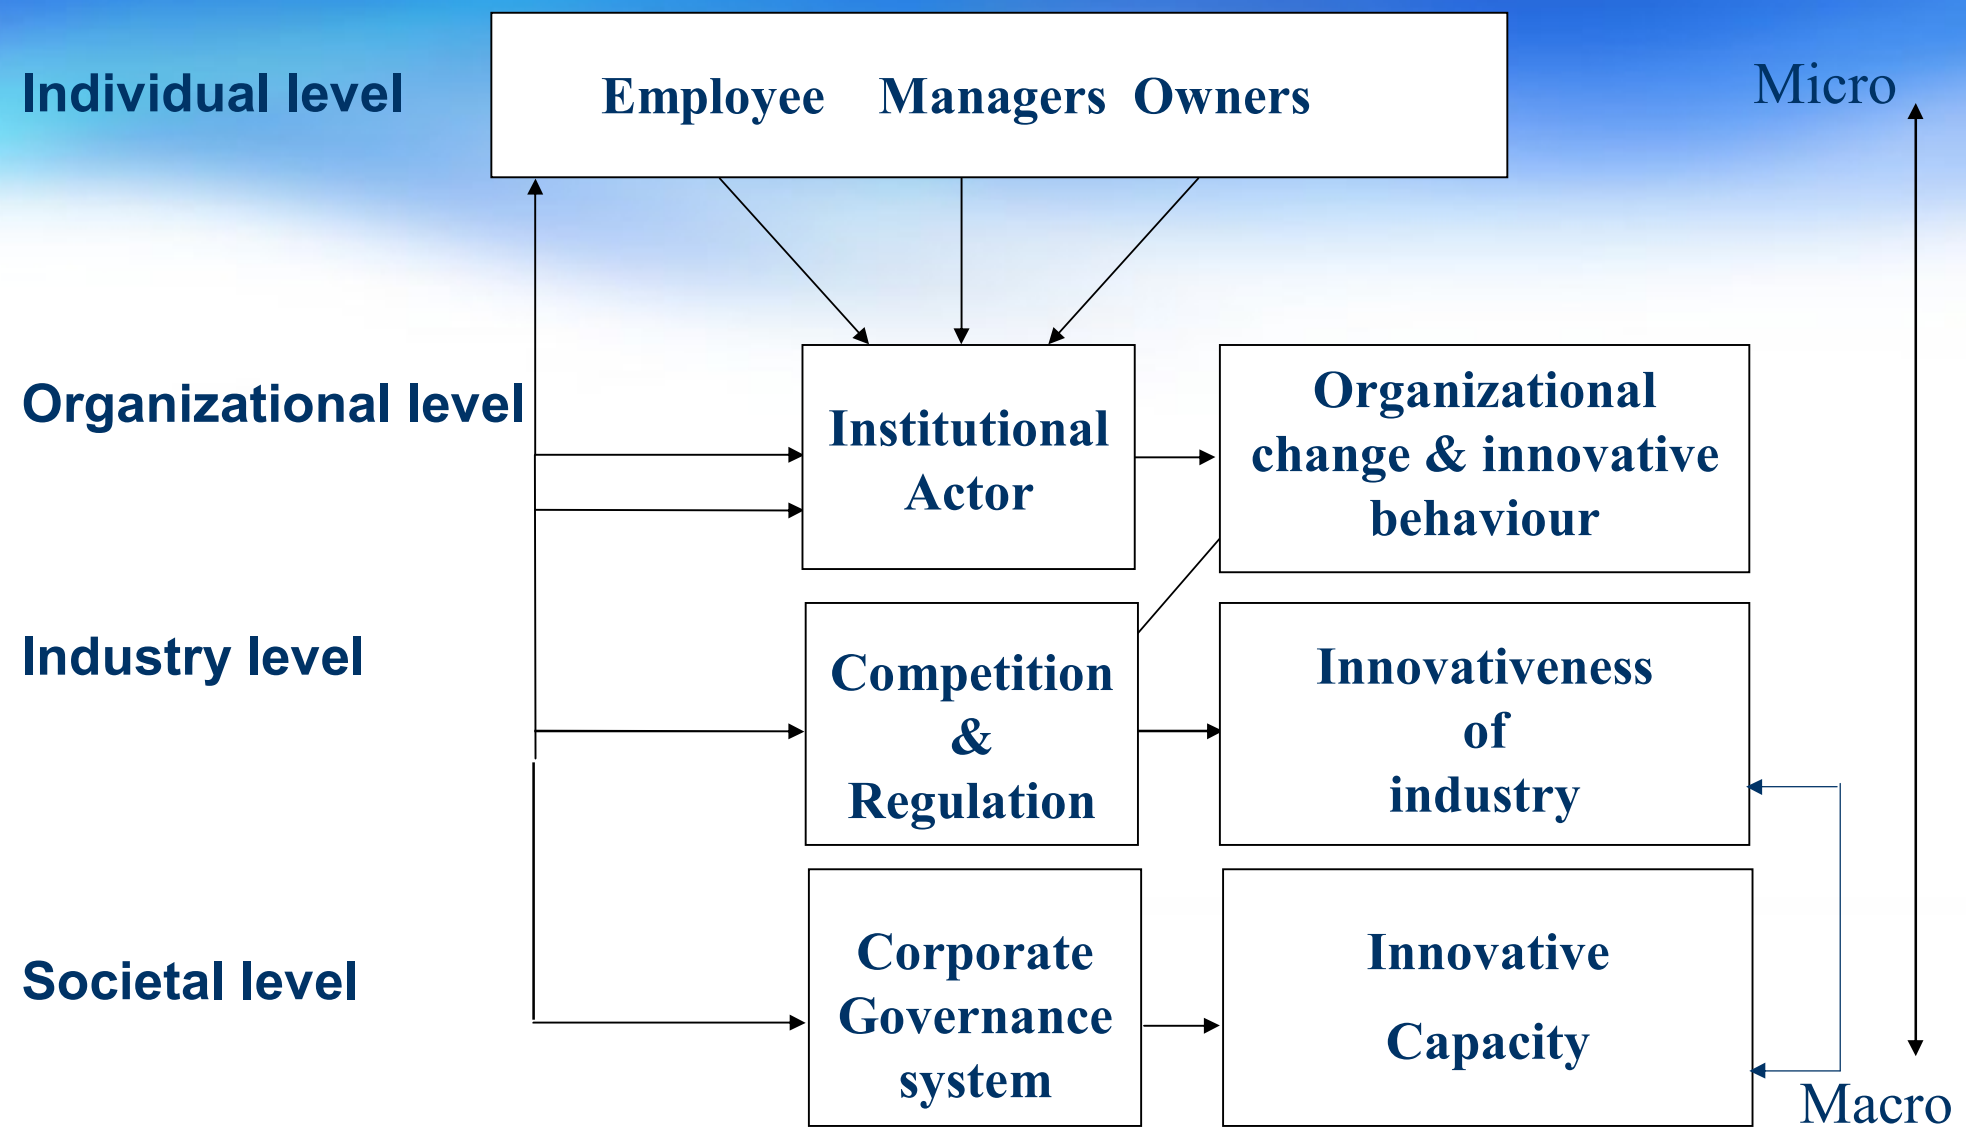 Individual level
Employee Managers Owners
Micro
Organizational level
Institutional
Actor
Organizational
change & innovative
behaviour
Industry level
Competition
&
Regulation
Innovativeness
of
industry
Societal level
Corporate
Governance
system
Innovative
Capacity
Macro